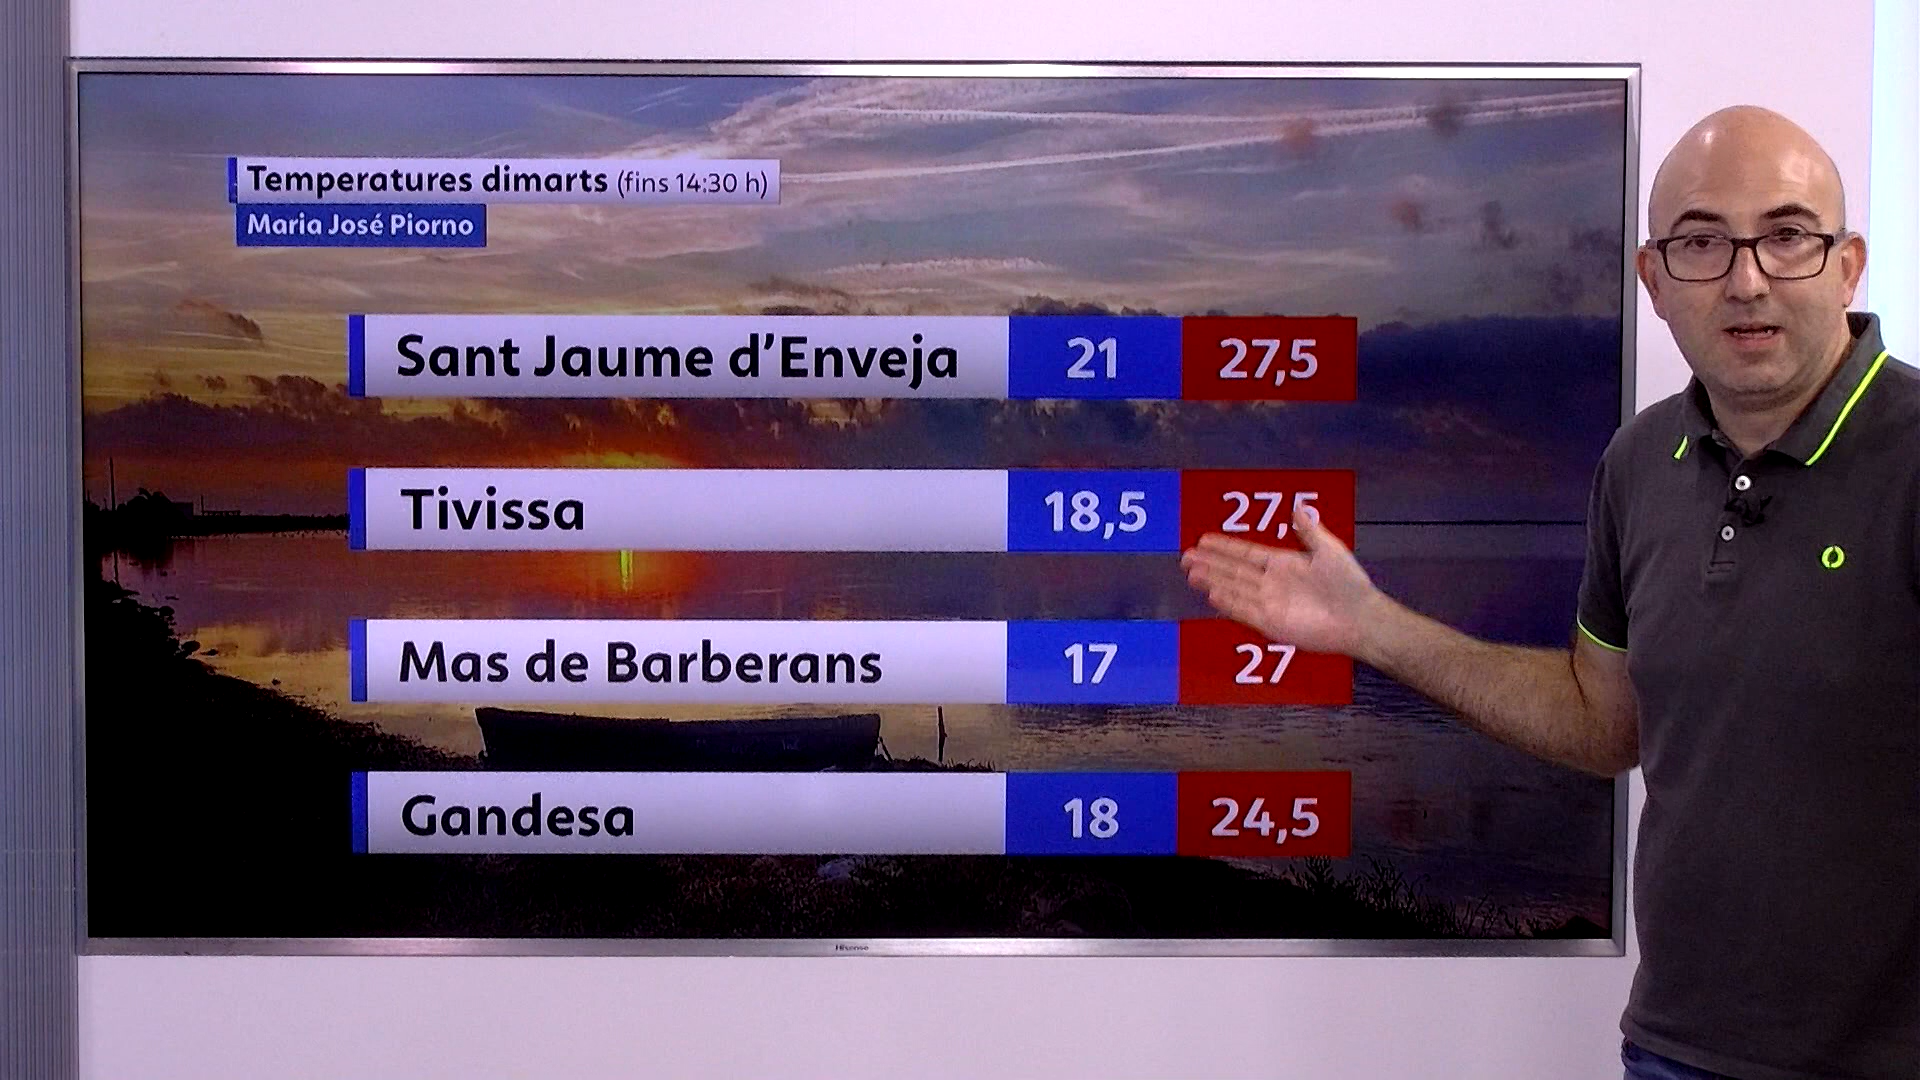 Temperatures dimarts (fins 14:30 h)
Maria José Piorno
Sant Jaume d'Enveja 21 27,5
Tivissa 18,5 27,5
Mas de Barberans 17 27
Gandesa 18 24,5
Hisense